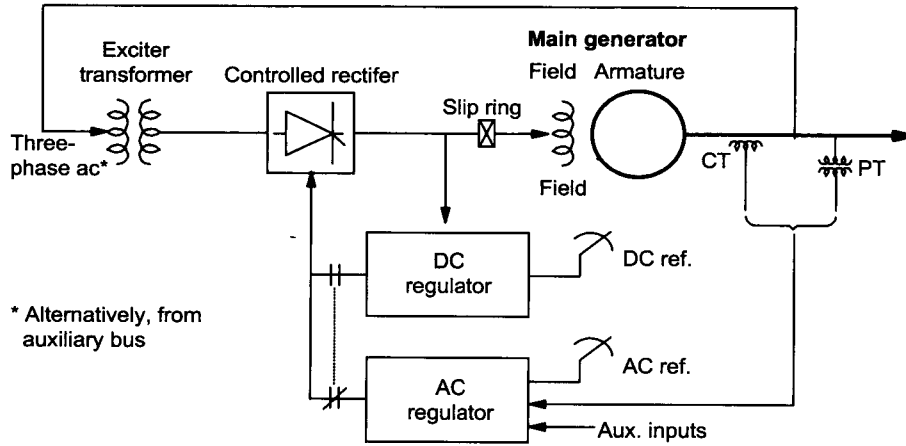 Main generator
Exciter
transformer
Controlled rectifer
Field
Armature
Slip ring
Three-
phase ac*
CT
PT
Field
DC
regulator
DC ref.
* Alternatively, from
auxiliary bus
AC
regulator
AC ref.
Aux. inputs